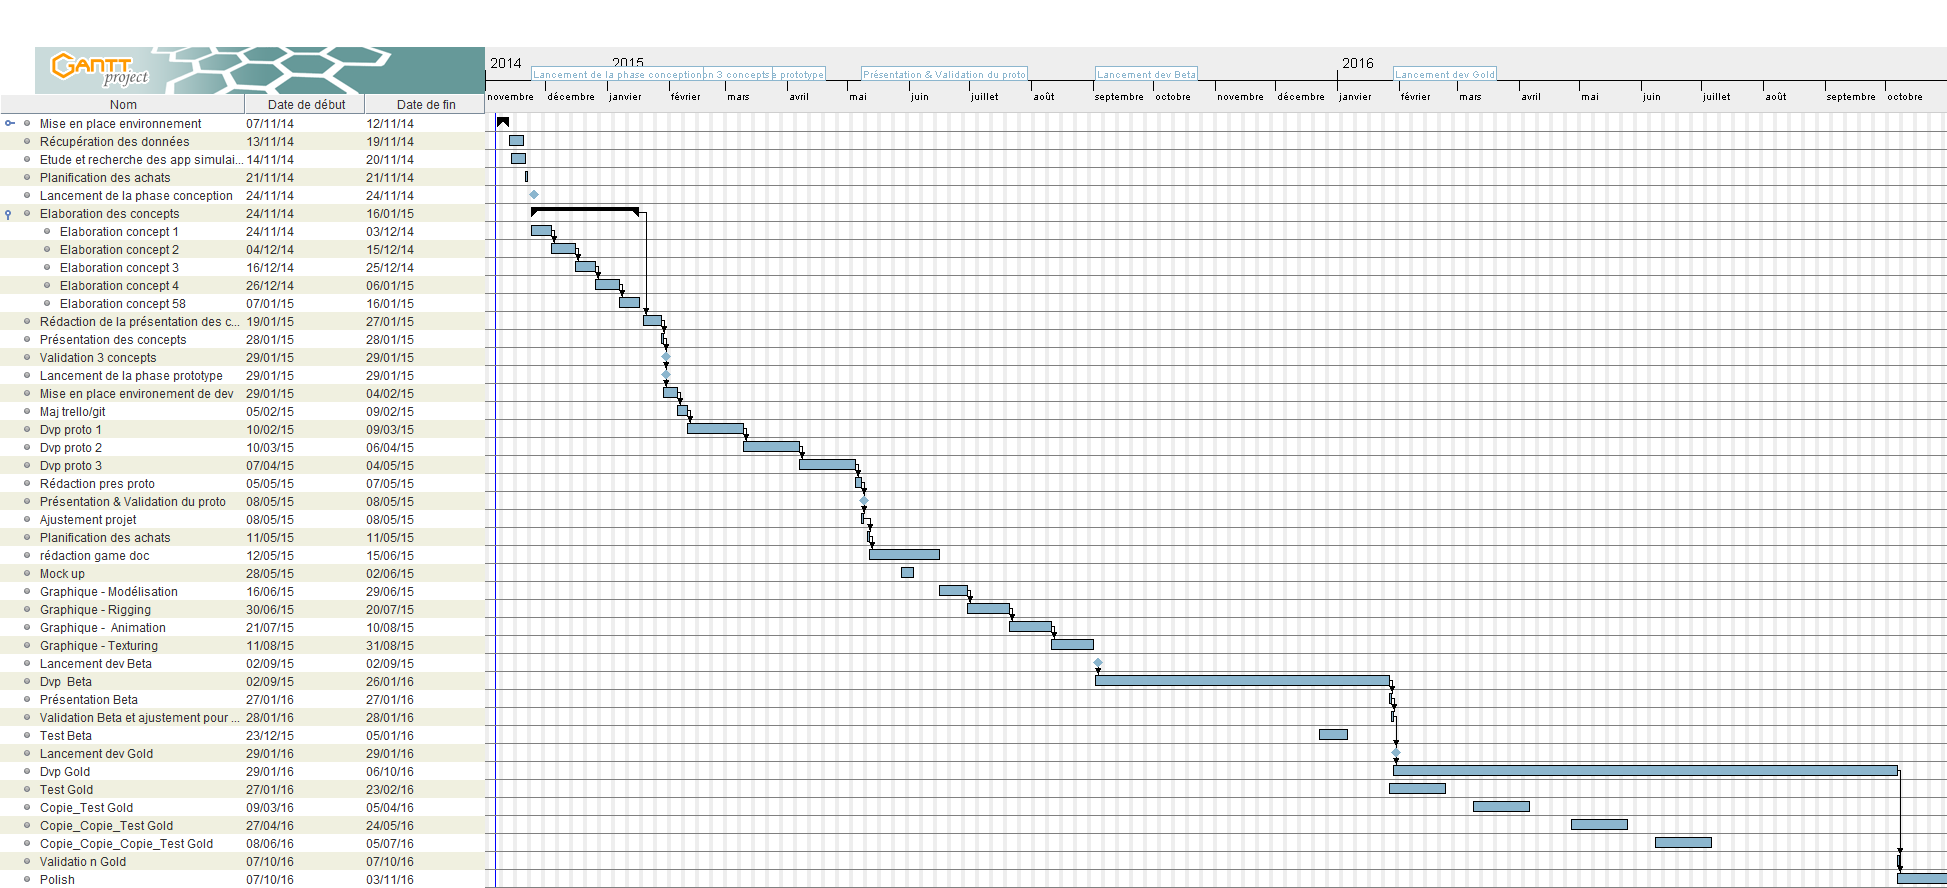 GANTT
project
2014 2015 2016
Lancement de la phase conception on 3 concepts e prototype Présentation & Validation du proto Lancement dev Beta Lancement dev Gold
novembre décembre janvier février mars avril mai juin juillet août septembre octobre novembre décembre janvier février mars avril mai juin juillet août septembre octobre
Nom Date de début Date de fin
Mise en place environnement 07/11/14 12/11/14
Récupération des données 13/11/14 19/11/14
Etude et recherche des app simulai... 14/11/14 20/11/14
Planification des achats 21/11/14 21/11/14
Lancement de la phase conception 24/11/14 24/11/14
Elaboration des concepts 24/11/14 16/01/15
Elaboration concept 1 24/11/14 03/12/14
Elaboration concept 2 04/12/14 15/12/14
Elaboration concept 3 16/12/14 25/12/14
Elaboration concept 4 26/12/14 06/01/15
Elaboration concept 58 07/01/15 16/01/15
Rédaction de la présentation des c... 19/01/15 27/01/15
Présentation des concepts 28/01/15 28/01/15
Validation 3 concepts 29/01/15 29/01/15
Lancement de la phase prototype 29/01/15 29/01/15
Mise en place environement de dev 29/01/15 04/02/15
Maj trello/git 05/02/15 09/02/15
Dvp proto 1 10/02/15 09/03/15
Dvp proto 2 10/03/15 06/04/15
Dvp proto 3 07/04/15 04/05/15
Rédaction pres proto 05/05/15 07/05/15
Présentation & Validation du proto 08/05/15 08/05/15
Ajustement projet 08/05/15 08/05/15
Planification des achats 11/05/15 11/05/15
rédaction game doc 12/05/15 15/06/15
Mock up 28/05/15 02/06/15
Graphique - Modélisation 16/06/15 29/06/15
Graphique - Rigging 30/06/15 20/07/15
Graphique - Animation 21/07/15 10/08/15
Graphique - Texturing 11/08/15 31/08/15
Lancement dev Beta 02/09/15 02/09/15
Dvp Beta 02/09/15 26/01/16
Présentation Beta 27/01/16 27/01/16
Validation Beta et ajustement pour ... 28/01/16 28/01/16
Test Beta 23/12/15 05/01/16
Lancement dev Gold 29/01/16 29/01/16
Dvp Gold 29/01/16 06/10/16
Test Gold 27/01/16 23/02/16
Copie_Test Gold 09/03/16 05/04/16
Copie_Copie_Test Gold 27/04/16 24/05/16
Copie_Copie_Copie_Test Gold 08/06/16 05/07/16
Validatio n Gold 07/10/16 07/10/16
Polish 07/10/16 03/11/16